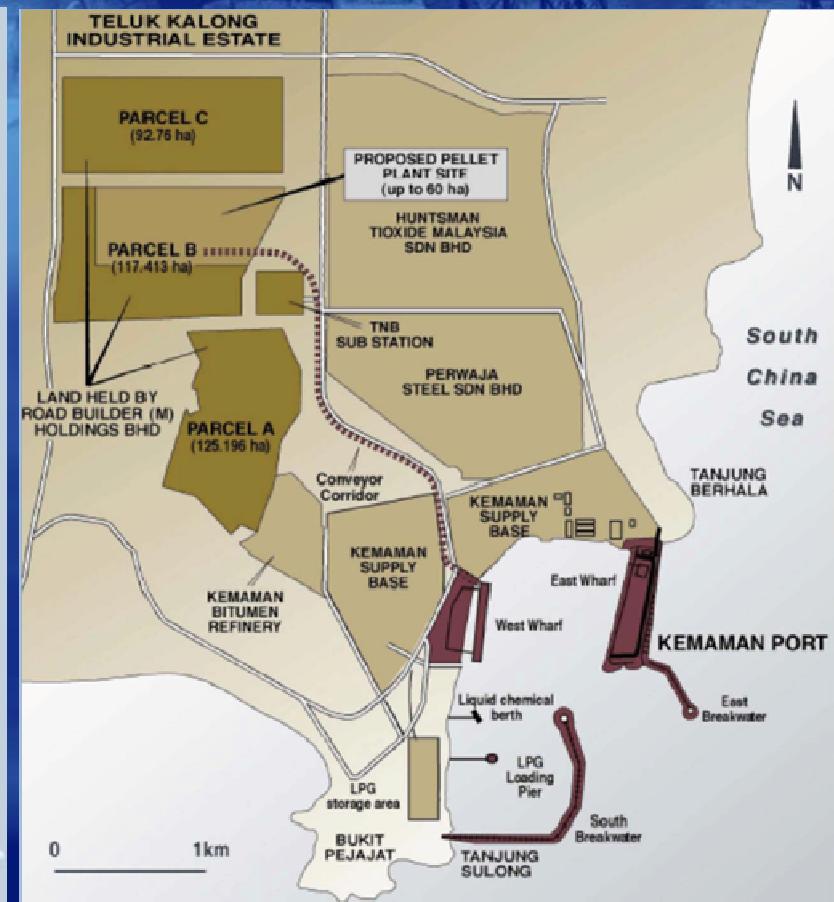 TELUK KALONG
INDUSTRIAL ESTATE
PARCEL C
(92.76 ha)
PROPOSED PELLET
PLANT SITE
(up to 60 ha)
N
HUNTSMAN
TIOXIDE MALAYSIA
SDN BHD
PARCEL B
(117.413 ha)
TNB
SUB STATION
South
China
Sea
PERWAJA
STEEL SDN BHD
LAND HELD BY
ROAD BUILDER (M)
HOLDINGS BHD
PARCEL A
(125.196 ha)
Conveyor
Corridor
TANJUNG
BERHALA
KEMAMAN
SUPPLY
BASE
KEMAMAN
SUPPLY
BASE
East Wharf
KEMAMAN
BITUMEN
REFINERY
West Wharf
KEMAMAN PORT
Liquid chemical
berth
East
Breakwater
LPG
Loading
Pier
LPG
storage area
South
Breakwater
BUKIT
PEJAJAT
TANJUNG
SULONG
0 1km